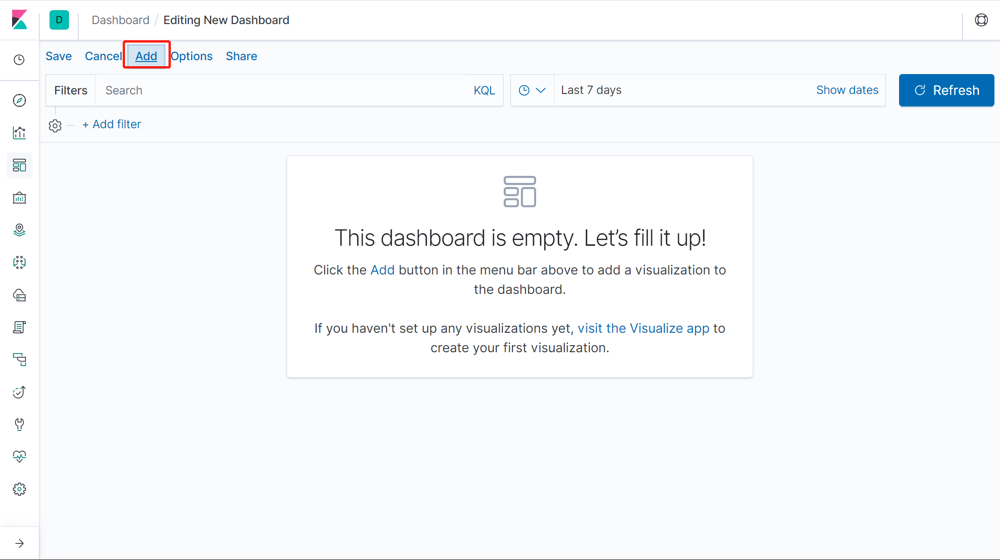 D Dashboard / Editing New Dashboard
Save Cancel Add Options Share
Filters Search KQL Last 7 days Show dates Refresh
+ Add filter
This dashboard is empty. Let’s fill it up!
Click the Add button in the menu bar above to add a visualization to
the dashboard.
If you haven't set up any visualizations yet, visit the Visualize app to
create your first visualization.